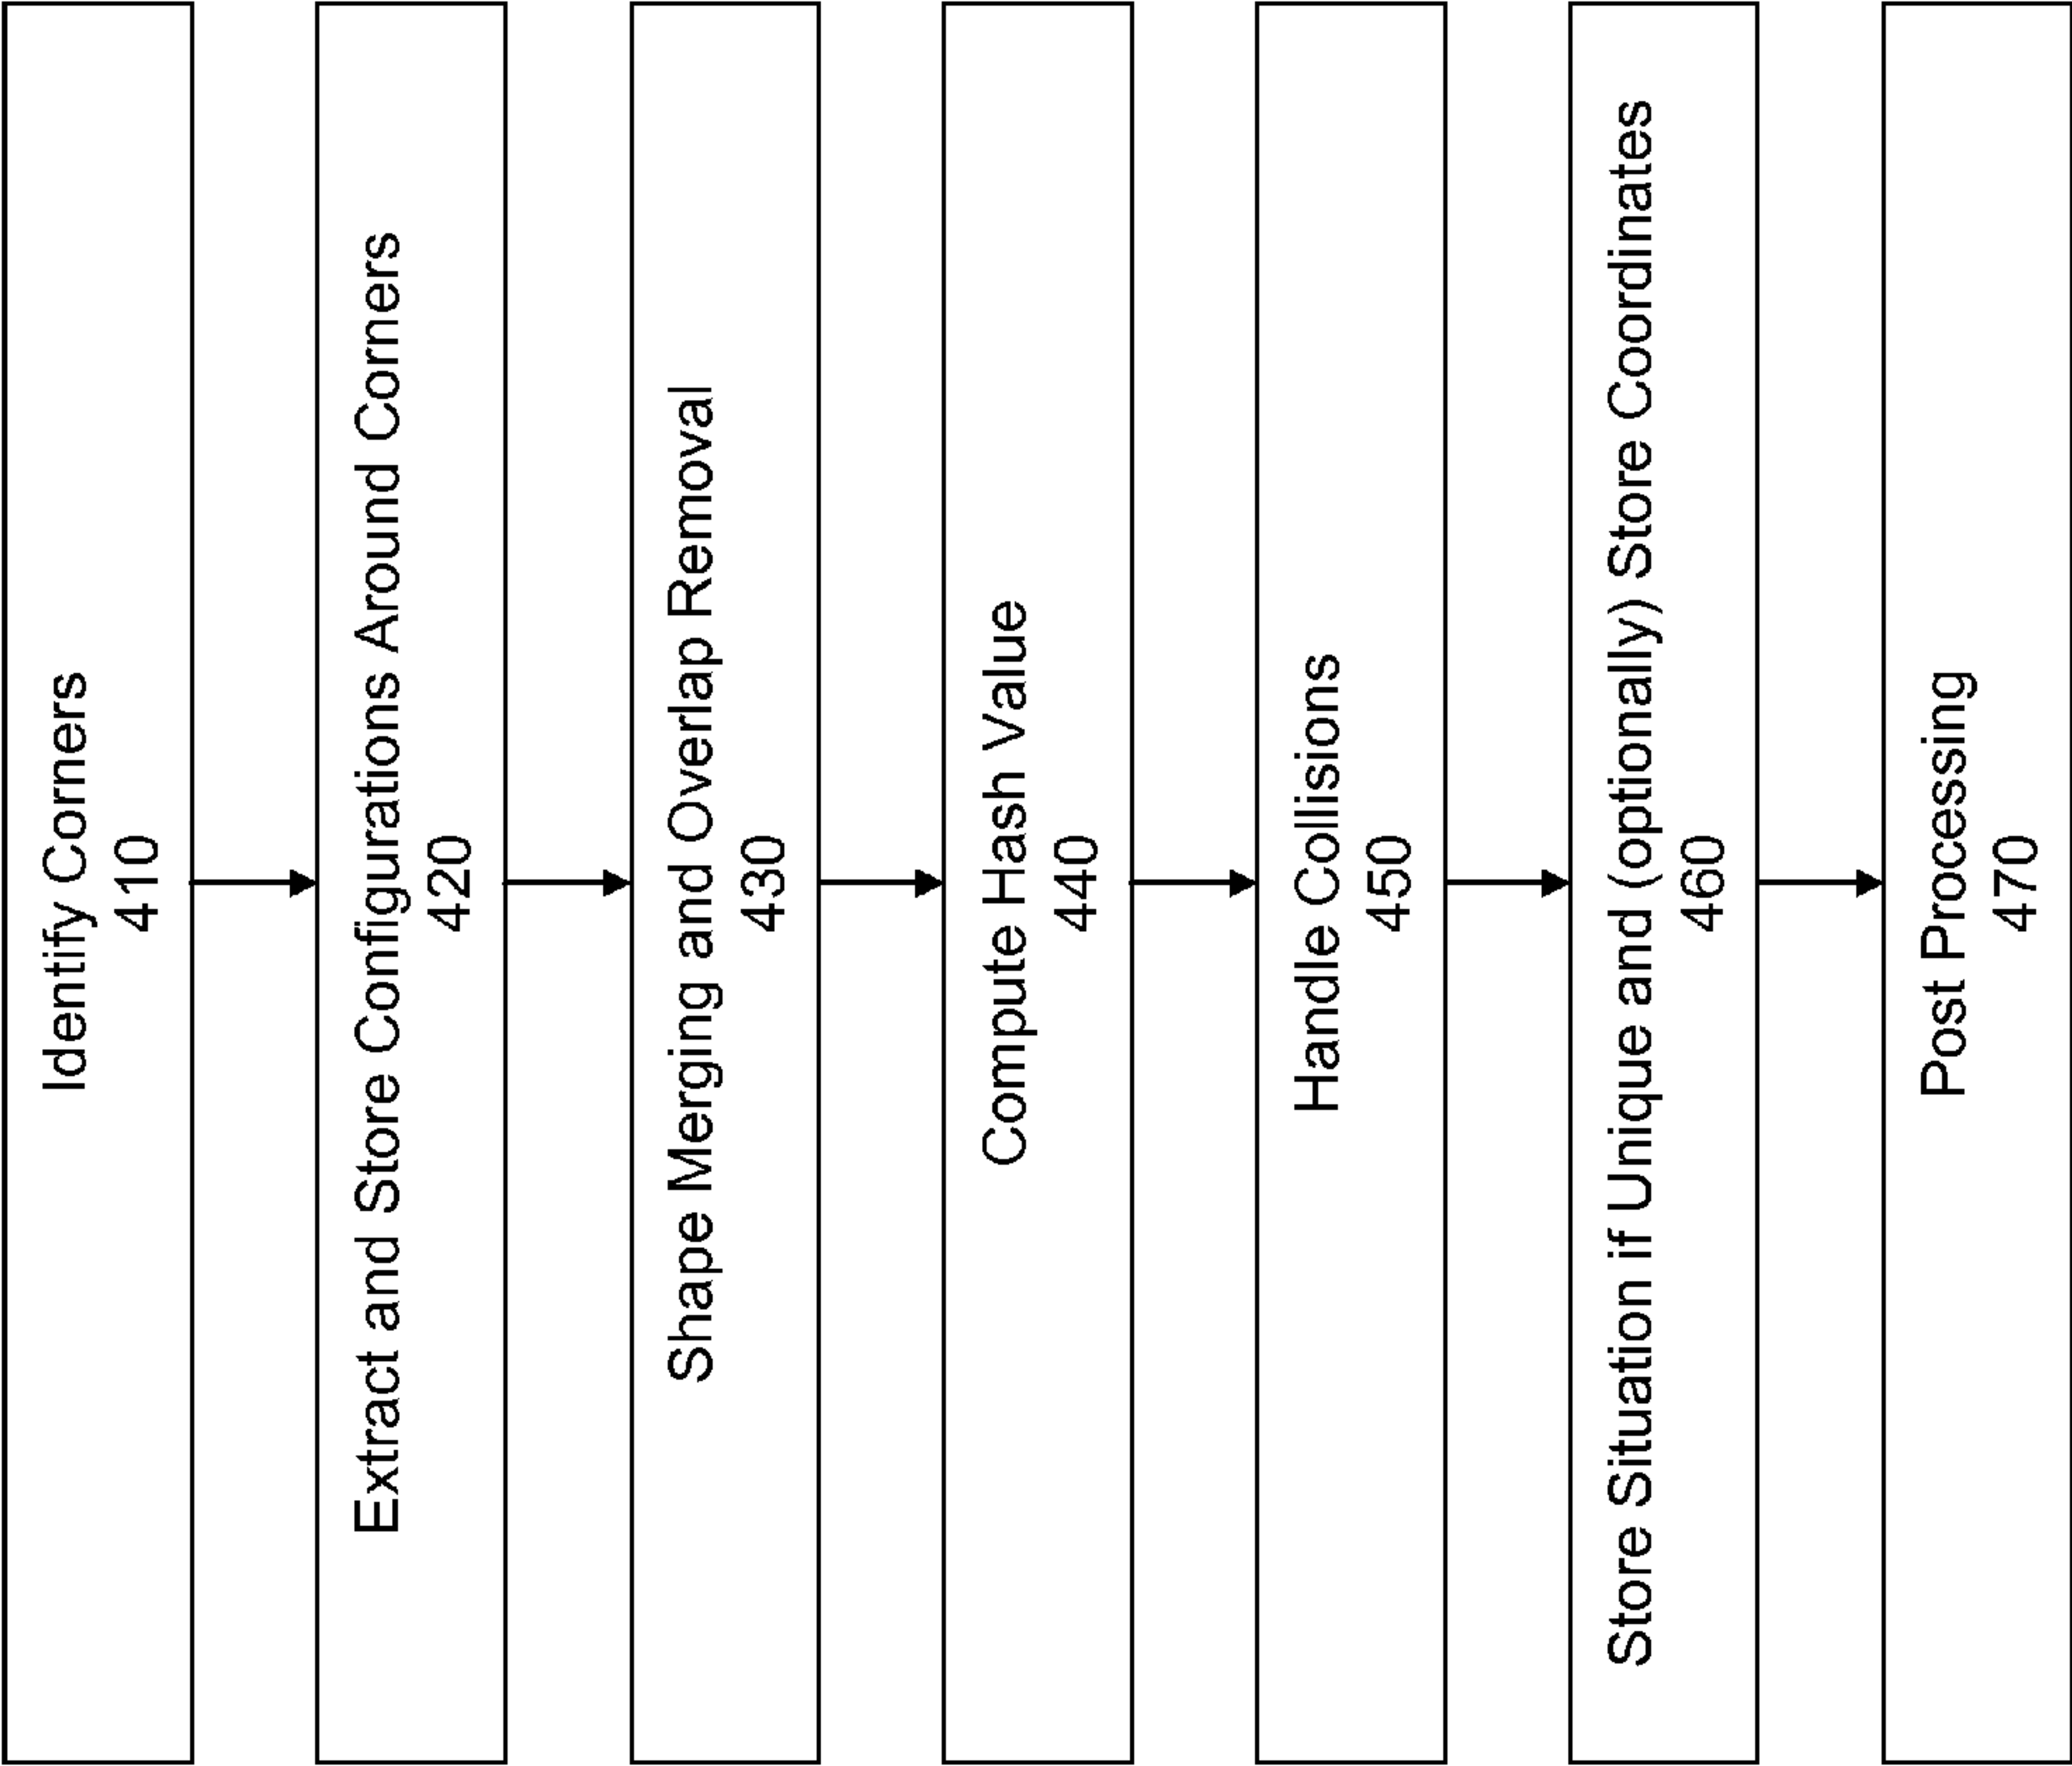 Identify Corners
410
Extract and Store Configurations Around Corners
420
Shape Merging and Overlap Removal
430
Compute Hash Value
440
Handle Collisions
450
Store Situation if Unique and (optionally) Store Coordinates
460
Post Processing
470